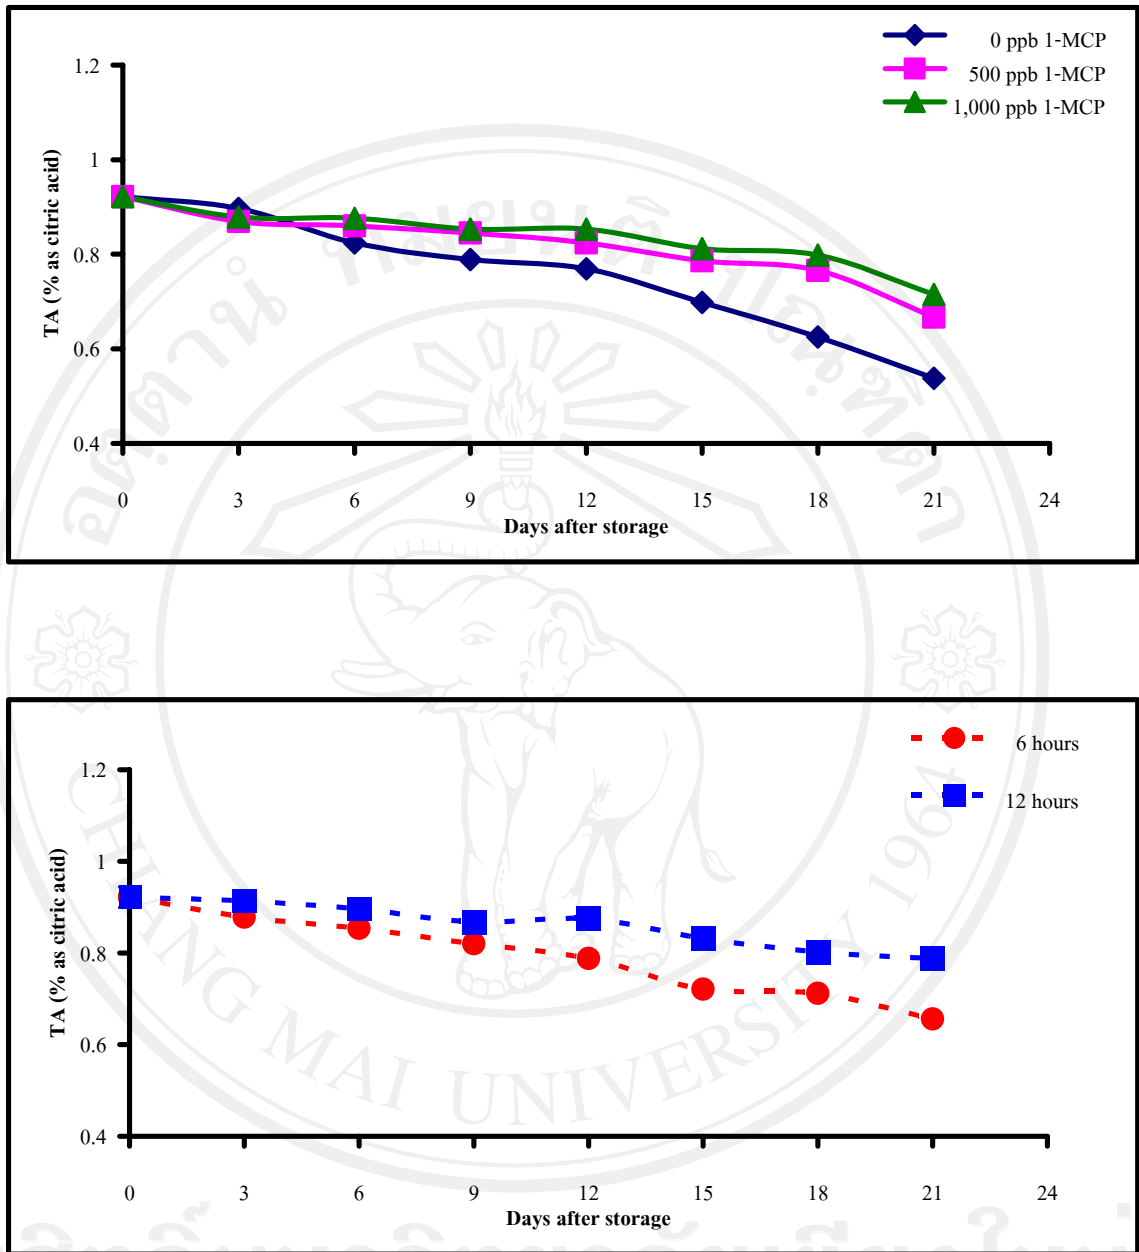 0 ppb 1-MCP
500 ppb 1-MCP
1,000 ppb 1-MCP
1.2
1
0.8
0.6
0.4
TA (% as citric acid)
0 3 6 9 12 15 18 21 24
Days after storage
6 hours
12 hours
1.2
1
0.8
0.6
0.4
TA (% as citric acid)
0 3 6 9 12 15 18 21 24
Days after storage
CHIANG MAI UNIVERSITY 1964